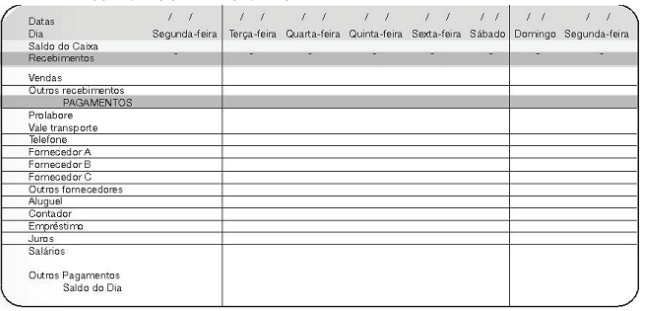 Datas / / / / / / / / / / / / / / / /
Dia Segunda-feira Terça-feira Quarta-feira Quinta-feira Sexta-feira Sábado Domingo Segunda-feira
Saldo do Caixa - - - - - - - -
Recebimentos
Vendas
Outros recebimentos
PAGAMENTOS
Prolabore
Vale transporte
Telefone
Fornecedor A
Fornecedor B
Fornecedor C
Outros fornecedores
Aluguel
Contador
Empréstimo
Juros
Salários
Outros Pagamentos
Saldo do Dia